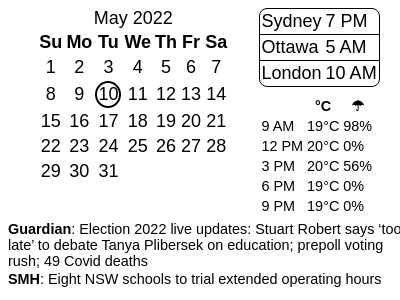 May 2022
Su Mo Tu We Th Fr Sa
1 2 3 4 5 6 7
8 9 10 11 12 13 14
15 16 17 18 19 20 21
22 23 24 25 26 27 28
29 30 31
Sydney 7 PM
Ottawa 5 AM
London 10 AM
°C ☂
9 AM 19°C 98%
12 PM 20°C 0%
3 PM 20°C 56%
6 PM 19°C 0%
9 PM 19°C 0%
Guardian: Election 2022 live updates: Stuart Robert says ‘too
late’ to debate Tanya Plibersek on education; prepoll voting
rush; 49 Covid deaths
SMH: Eight NSW schools to trial extended operating hours